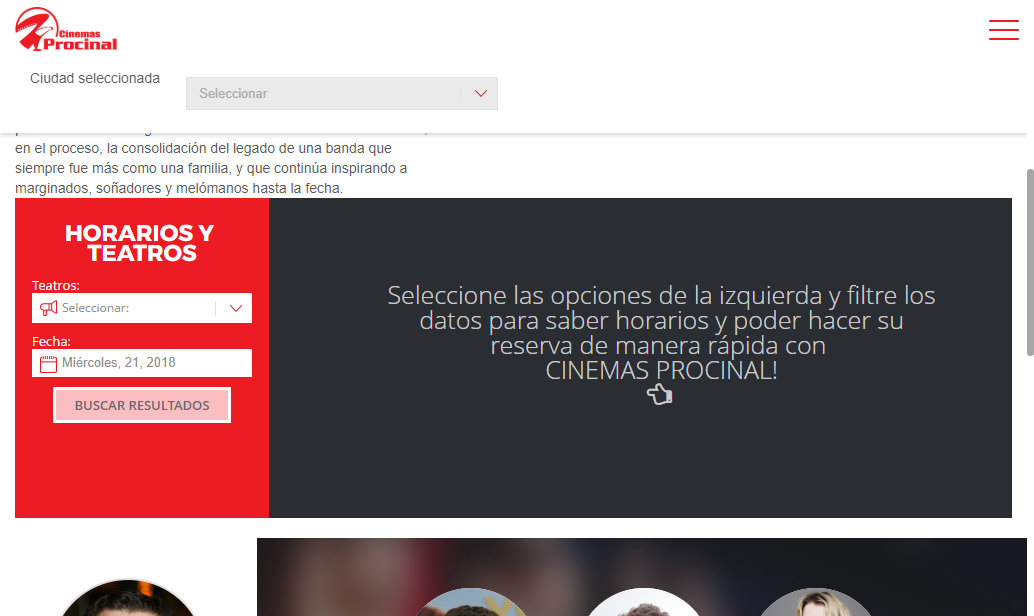 Cinemas
Procinal
Ciudad seleccionada
Seleccionar
en el proceso, la consolidación del legado de una banda que
siempre fue más como una familia, y que continúa inspirando a
marginados, soñadores y melómanos hasta la fecha.
HORARIOS Y
TEATROS
Teatros:
Seleccionar:
Fecha:
Miércoles, 21, 2018
BUSCAR RESULTADOS
Seleccione las opciones de la izquierda y filtre los
datos para saber horarios y poder hacer su
reserva de manera rápida con
CINEMAS PROCINAL!